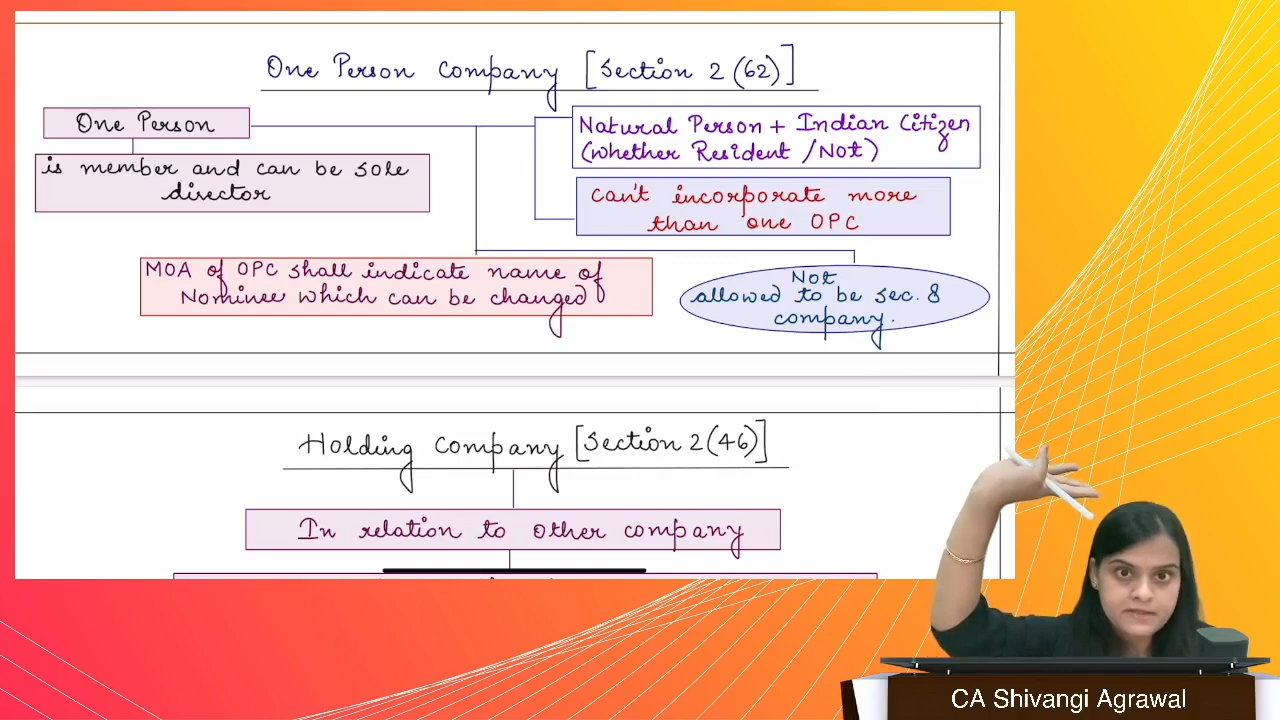 One Person Company [Section 2 (62)]
One Person
is member and can be sole
director
Natural Person + Indian Citizen
(whether Resident / Not)
can't incorporate more
than one OPC
MOA of OPC shall indicate name of
Nominee which can be changed
Not
allowed to be sec. 8
company.
Holding company [Section 2 (46)]
In relation to other company
CA Shivangi Agrawal